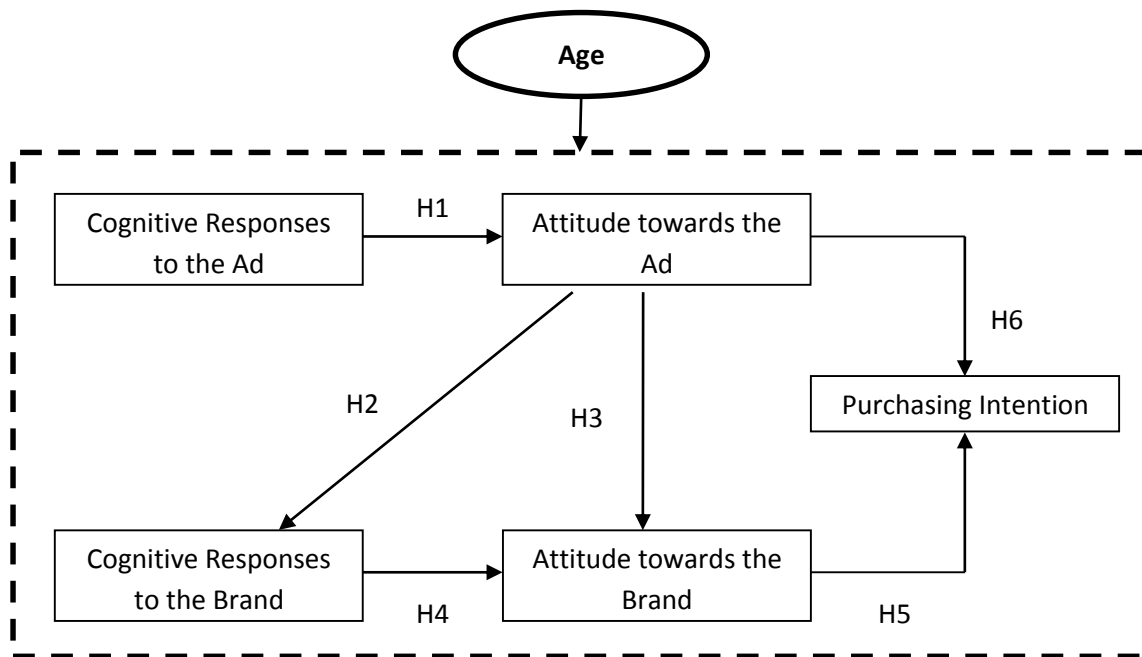 Age
Cognitive Responses
to the Ad
H1
Attitude towards the
Ad
H6
Purchasing Intention
H2
H3
Cognitive Responses
to the Brand
H4
Attitude towards the
Brand
H5